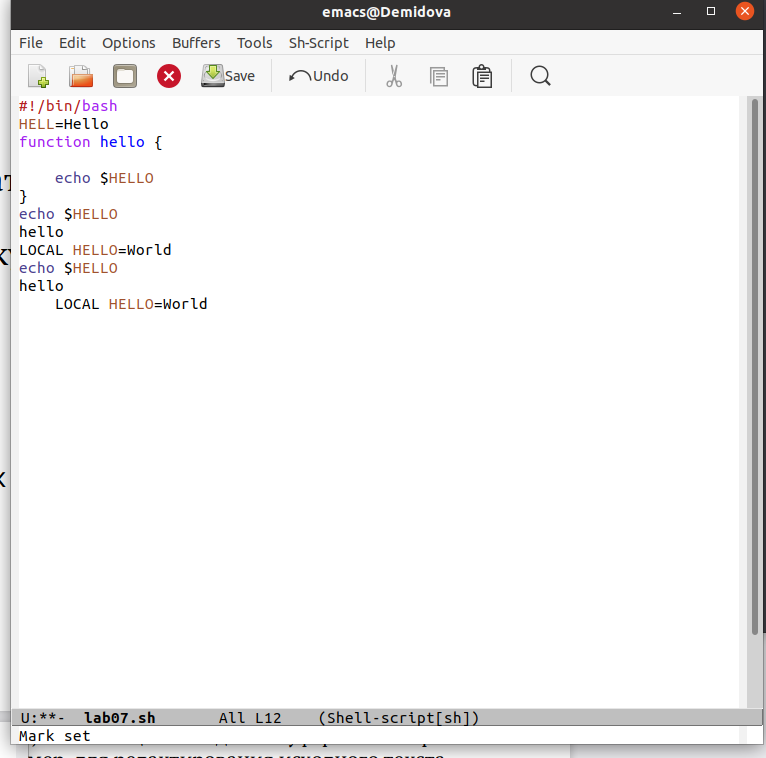 emacs@Demidova
File Edit Options Buffers Tools Sh-Script Help
Save Undo
#!/bin/bash
HELL=Hello
function hello {
echo $HELLO
}
echo $HELLO
hello
LOCAL HELLO=World
echo $HELLO
hello
LOCAL HELLO=World
U:**- lab07.sh All L12 (Shell-script[sh])
Mark set